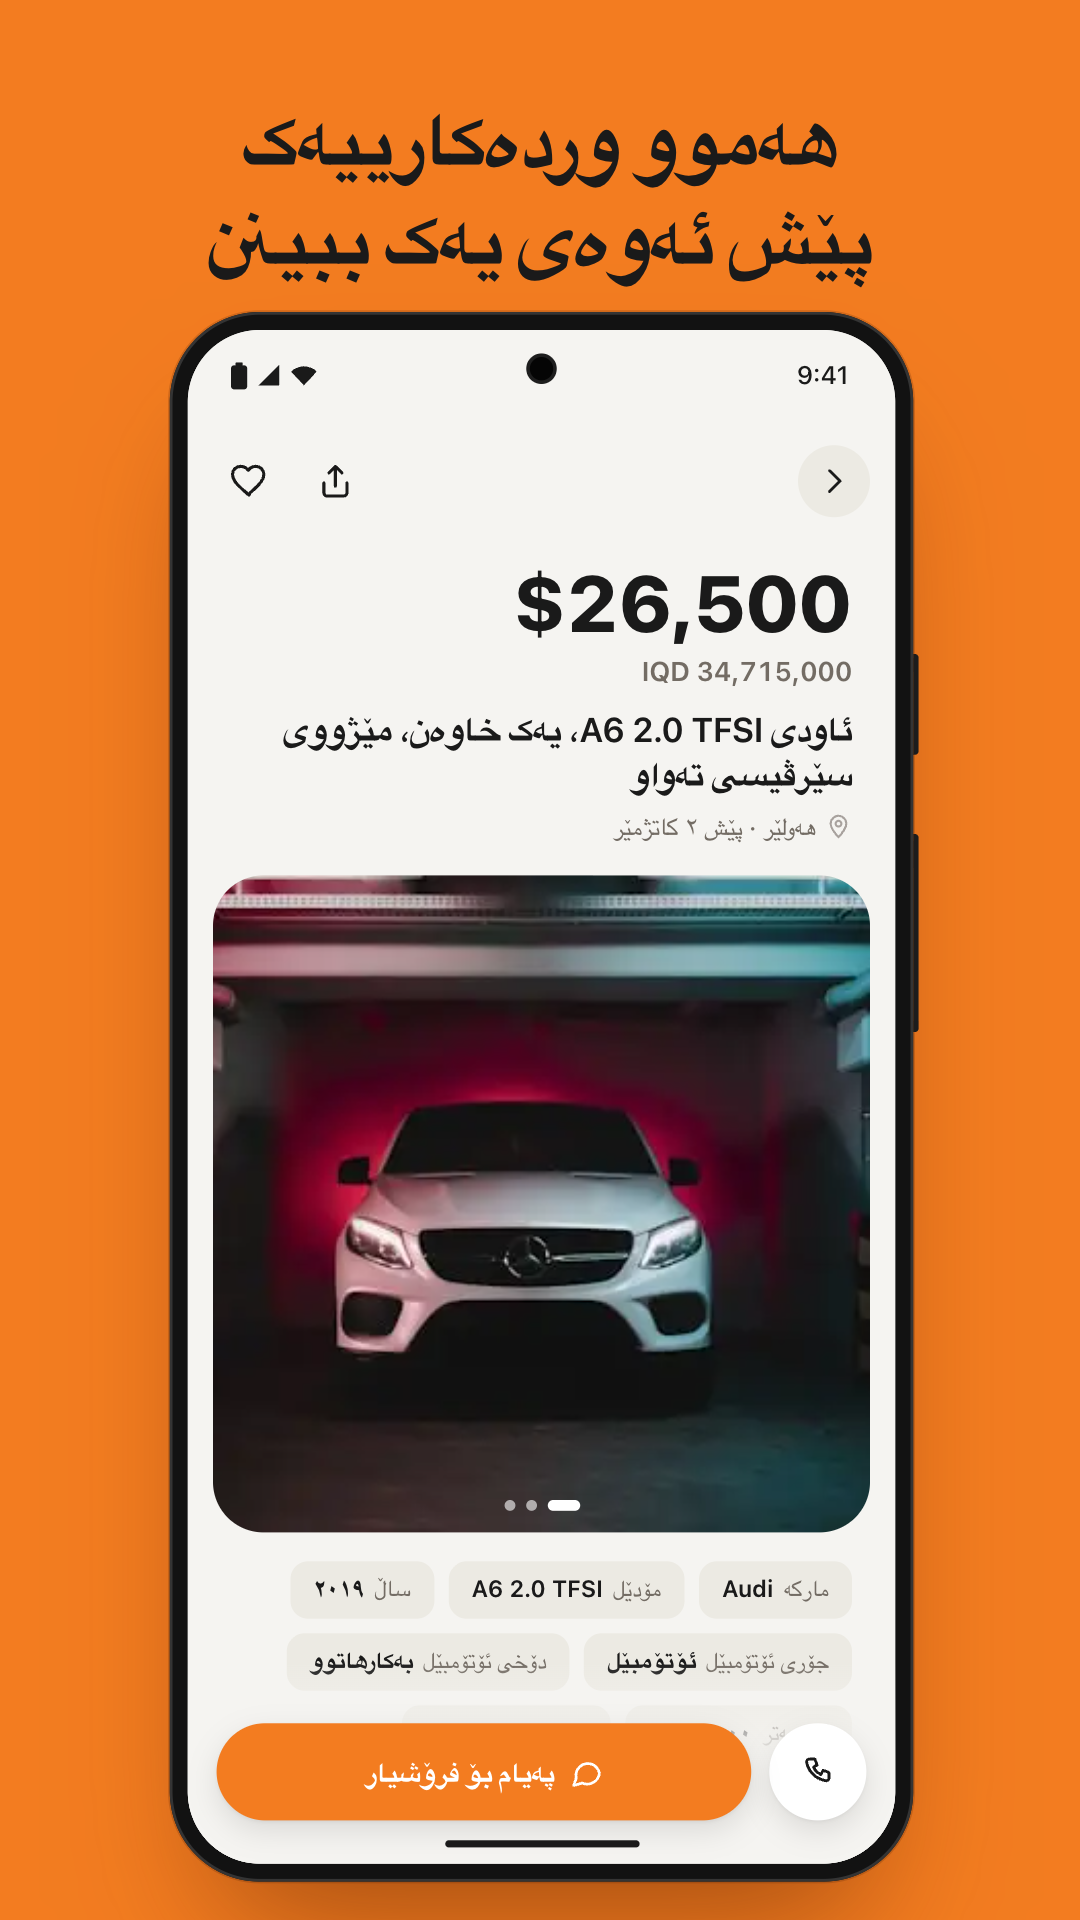 هەموو وردەکارییەک
پێش ئەوەی یەک ببینن
9:41
$26,500
IQD 34,715,000
ئاودی A6 2.0 TFSI، یەک خاوەن، مێژووی
سێرڤیسی تەواو
هەولێر · پێش ٢ کاتژمێر
مارکە Audi
مۆدێل A6 2.0 TFSI
ساڵ ٢٠١٩
جۆری ئۆتۆمبێل ئۆتۆمبێل
دۆخی ئۆتۆمبێل بەکارهاتوو
پەیام بۆ فرۆشیار